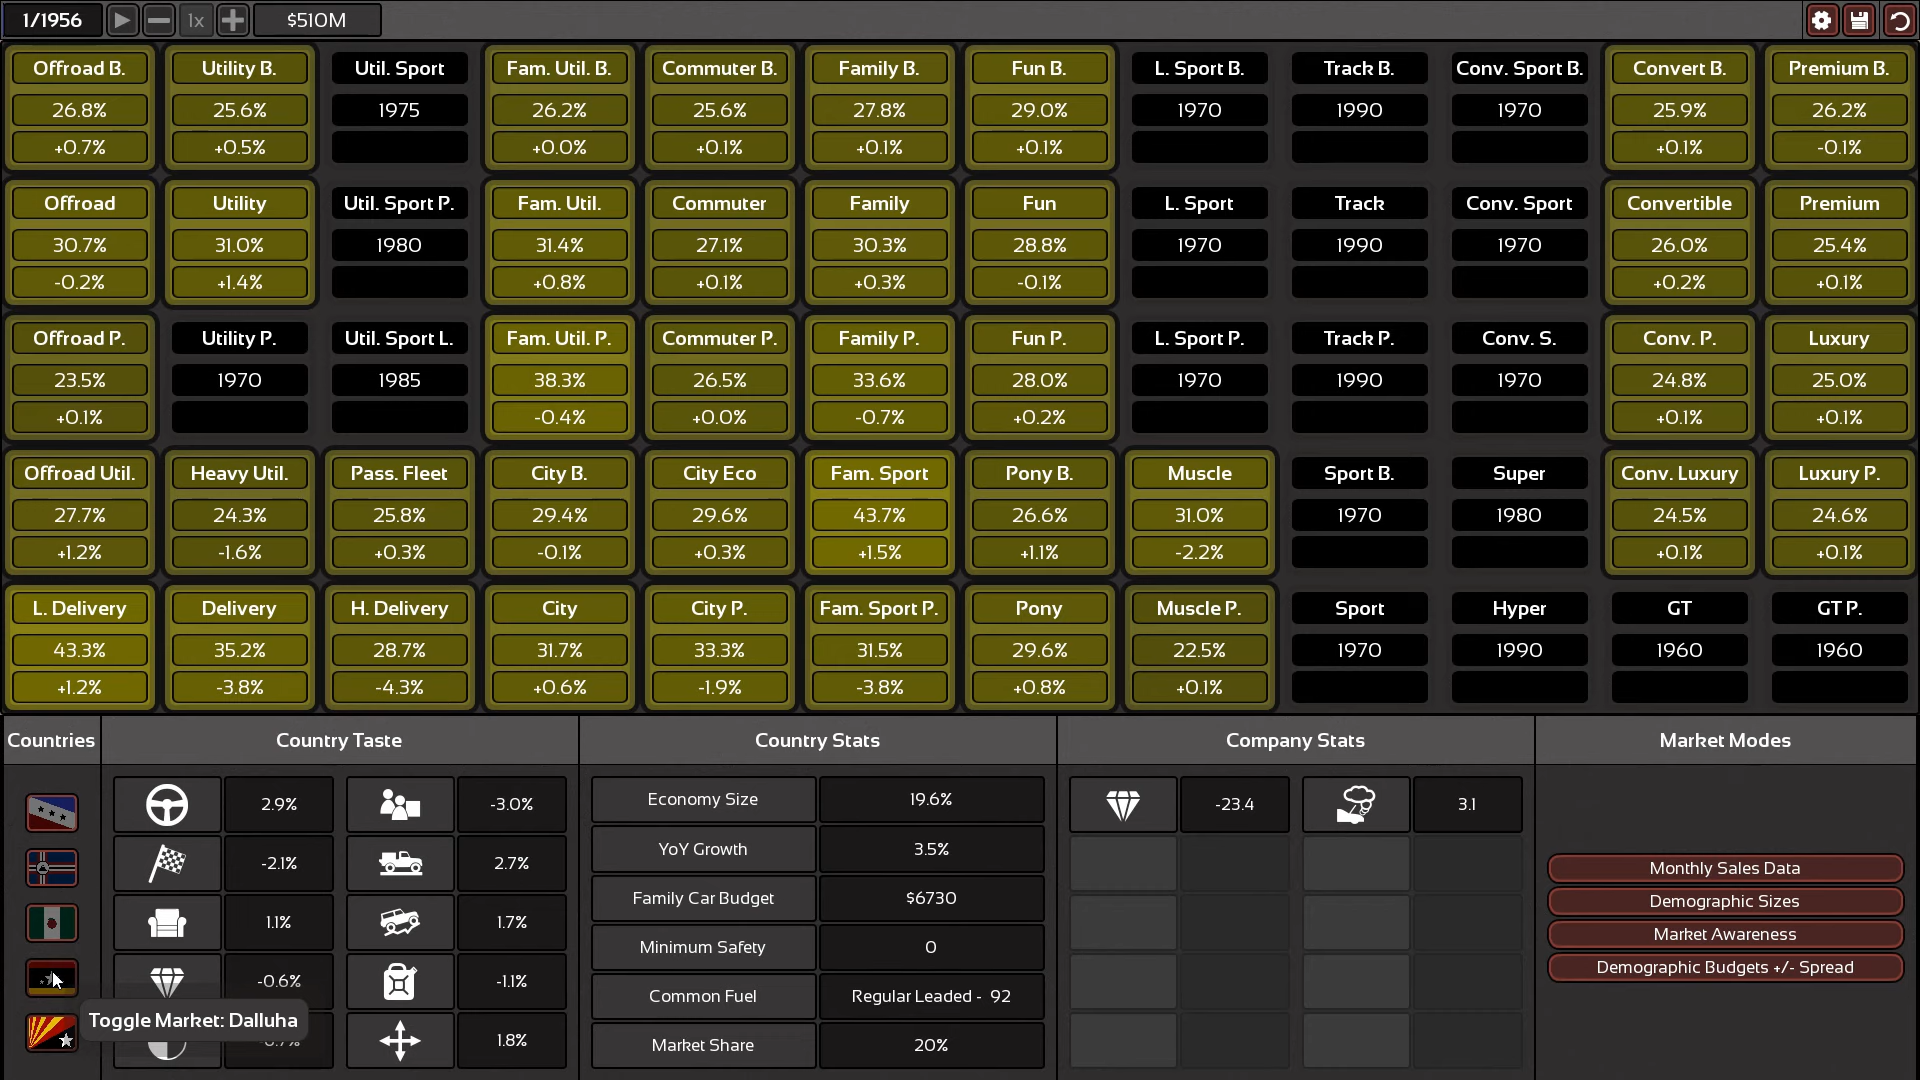 1/1956 1x $510M
Offroad B. Utility B. Util. Sport Fam. Util. B. Commuter B. Family B. Fun B. L. Sport B. Track B. Conv. Sport B. Convert B. Premium B.
26.8% 25.6% 1975 26.2% 25.6% 27.8% 29.0% 1970 1990 1970 25.9% 26.2%
+0.7% +0.5% +0.0% +0.1% +0.1% +0.1% +0.1% -0.1%
Offroad Utility Util. Sport P. Fam. Util. Commuter Family Fun L. Sport Track Conv. Sport Convertible Premium
30.7% 31.0% 1980 31.4% 27.1% 30.3% 28.8% 1970 1990 1970 26.0% 25.4%
-0.2% +1.4% +0.8% +0.1% +0.3% -0.1% +0.2% +0.1%
Offroad P. Utility P. Util. Sport L. Fam. Util. P. Commuter P. Family P. Fun P. L. Sport P. Track P. Conv. S. Conv. P. Luxury
23.5% 1970 1985 38.3% 26.5% 33.6% 28.0% 1970 1990 1970 24.8% 25.0%
+0.1% -0.4% +0.0% -0.7% +0.2% +0.1% +0.1%
Offroad Util. Heavy Util. Pass. Fleet City B. City Eco Fam. Sport Pony B. Muscle Sport B. Super Conv. Luxury Luxury P.
27.7% 24.3% 25.8% 29.4% 29.6% 43.7% 26.6% 31.0% 1970 1980 24.5% 24.6%
+1.2% -1.6% +0.3% -0.1% +0.3% +1.5% +1.1% -2.2% +0.1% +0.1%
L. Delivery Delivery H. Delivery City City P. Fam. Sport P. Pony Muscle P. Sport Hyper GT GT P.
43.3% 35.2% 28.7% 31.7% 33.3% 31.5% 29.6% 22.5% 1970 1990 1960 1960
+1.2% -3.8% -4.3% +0.6% -1.9% -3.8% +0.8% +0.1%
Countries Country Taste Country Stats Company Stats Market Modes
2.9% -3.0% Economy Size 19.6% -23.4 3.1
-2.1% 2.7% YoY Growth 3.5% Monthly Sales Data
1.1% 1.7% Family Car Budget $6730 Demographic Sizes
Minimum Safety 0 Market Awareness
-0.6% -1.1% Common Fuel Regular Leaded - 92 Demographic Budgets +/- Spread
Toggle Market: Dalluha
1.8% Market Share 20%